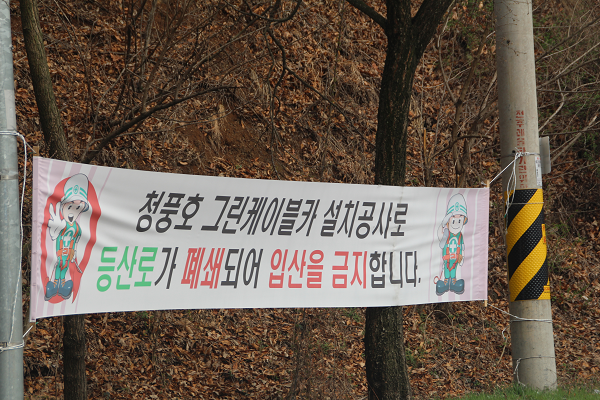 청풍호 그린케이블카 설치공사로
등산로가 폐쇄되어 입산을 금지합니다.